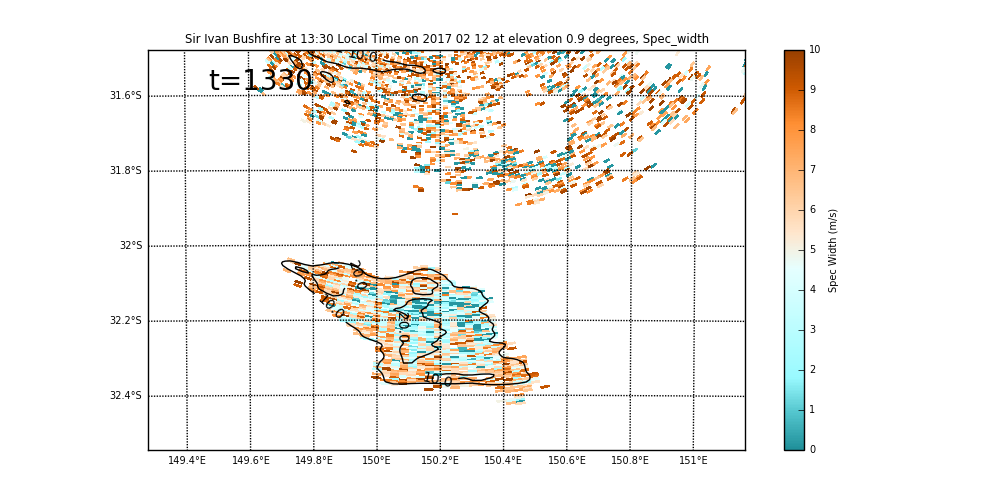 Sir Ivan Bushfire at 13:30 Local Time on 2017 02 12 at elevation 0.9 degrees, Spec_width
t=1330
10.0
31.6°S
31.8°S
32°S
32.2°S
32.4°S
10.0
20.0
10.0
149.4°E 149.6°E 149.8°E 150°E 150.2°E 150.4°E 150.6°E 150.8°E 151°E
10
9
8
7
6
5
4
3
2
1
0
Spec Width (m/s)